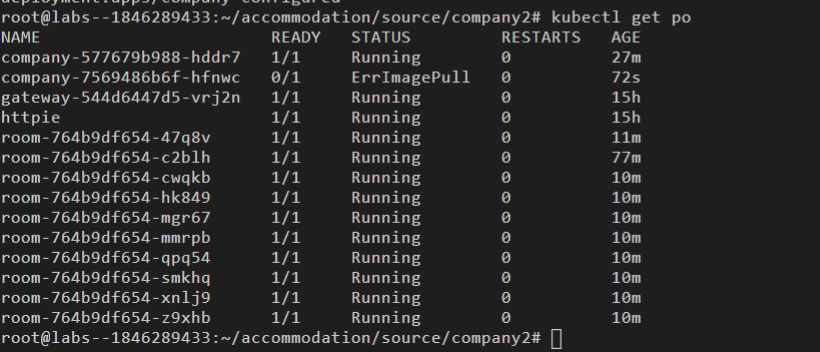 deployment.apps/company configured
root@labs--1846289433:~/accommodation/source/company2# kubectl get po
NAME READY STATUS RESTARTS AGE
company-577679b988-hddr7 1/1 Running 0 27m
company-7569486b6f-hfnwc 0/1 ErrImagePull 0 72s
gateway-544d6447d5-vrj2n 1/1 Running 0 15h
httpie 1/1 Running 0 15h
room-764b9df654-47q8v 1/1 Running 0 11m
room-764b9df654-c2blh 1/1 Running 0 77m
room-764b9df654-cwqkb 1/1 Running 0 10m
room-764b9df654-hk849 1/1 Running 0 10m
room-764b9df654-mgr67 1/1 Running 0 10m
room-764b9df654-mmrpb 1/1 Running 0 10m
room-764b9df654-qpq54 1/1 Running 0 10m
room-764b9df654-smkhq 1/1 Running 0 10m
room-764b9df654-xnlj9 1/1 Running 0 10m
room-764b9df654-z9xhb 1/1 Running 0 10m
root@labs--1846289433:~/accommodation/source/company2#